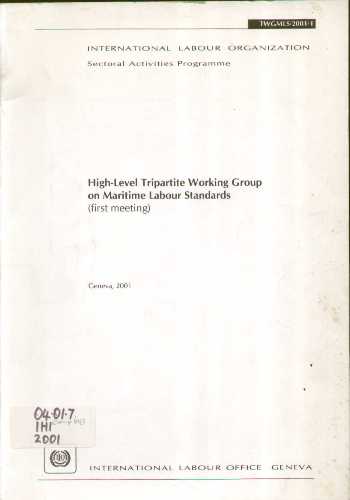 TWGMLS/2001/1
INTERNATIONAL LABOUR ORGANIZATION
Sectoral Activities Programme
High-Level Tripartite Working Group
on Maritime Labour Standards
(first meeting)
Geneva, 2001
04.01.7
IHI
2001
INTERNATIONAL LABOUR OFFICE GENEVA